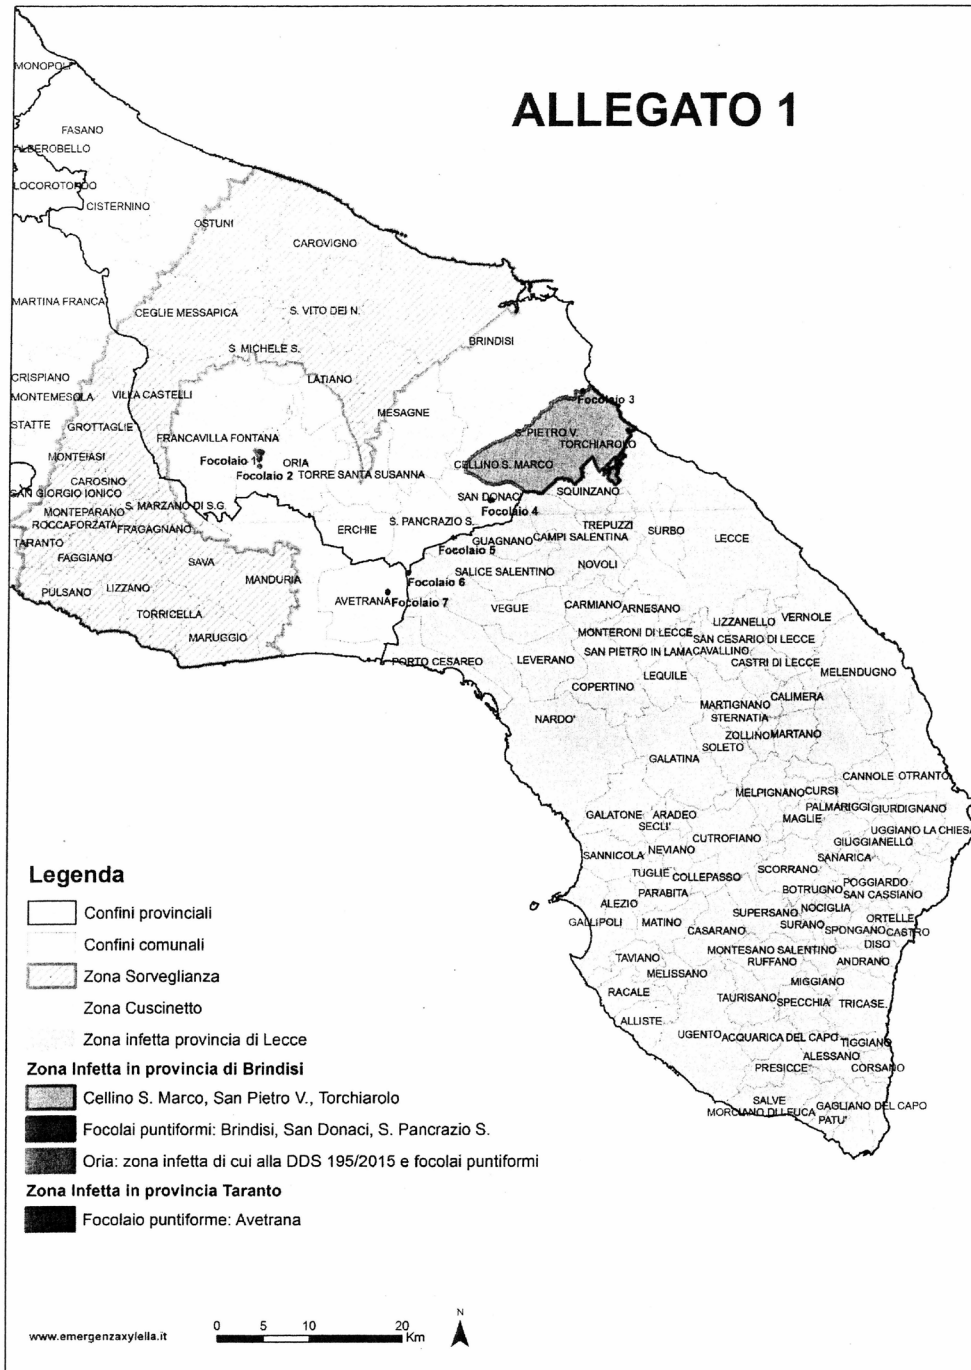 ALLEGATO 1
MONOPOLI
FASANO
ALBEROBELLO
LOCOROTONDO
CISTERNINO
OSTUNI
CAROVIGNO
MARTINA FRANCA
CEGLIE MESSAPICA
S. VITO DEI N.
BRINDISI
S MICHELE S.
CRISPIANO
LATIANO
MONTEMESOLA
VILLA CASTELLI
Focolaio 3
MESAGNE
STATTE
GROTTAGLIE
FRANCAVILLA FONTANA
S. PIETRO V.
TORCHIAROLO
MONTEIASI
Focolaio 1
ORIA
CELLINO S. MARCO
Focolaio 2
TORRE SANTA SUSANNA
CAROSINO
SAN GIORGIO IONICO
SAN DONACI
SQUINZANO
MONTEPARANO
S. MARZANO DI S.G.
Focolaio 4
ROCCAFORZATA
FRAGAGNANO
ERCHIE
S. PANCRAZIO S.
TREPUZZI
SURBO
TARANTO
GUAGNANO
CAMPI SALENTINA
LECCE
FAGGIANO
SAVA
Focolaio 5
NOVOLI
PULSANO
LIZZANO
MANDURIA
Focolaio 6
SALICE SALENTINO
AVETRANA
Focolaio 7
VEGLIE
CARMIANO
ARNESANO
TORRICELLA
LIZZANELLO
VERNOLE
MARUGGIO
MONTERONI DI LECCE
SAN CESARIO DI LECCE
PORTO CESAREO
LEVERANO
SAN PIETRO IN LAMA
CAVALLINO
CASTRI DI LECCE
MELENDUGNO
COPERTINO
LEQUILE
CALIMERA
NARDO'
MARTIGNANO
STERNATIA
ZOLLINO
MARTANO
SOLETO
GALATINA
CANNOLE
OTRANTO
MELPIGNANO
CURSI
PALMARIGGI
GIURDIGNANO
GALATONE
ARADEO
MAGLIE
SECLI'
UGGIANO LA CHIESA
CUTROFIANO
GIUGGIANELLO
SANNICOLA
NEVIANO
SANARICA
TUGLIE
COLLEPASSO
SCORRANO
POGGIARDO
PARABITA
BOTRUGNO
SAN CASSIANO
ALEZIO
SUPERSANO
NOCIGLIA
GALLIPOLI
MATINO
CASARANO
SURANO
SPONGANO
ORTELLE
CASTRO
DISO
MONTESANO SALENTINO
TAVIANO
RUFFANO
ANDRANO
MELISSANO
MIGGIANO
RACALE
TAURISANO
SPECCHIA
TRICASE
ALLISTE
UGENTO
ACQUARICA DEL CAPO
TIGGIANO
ALESSANO
PRESICCE
CORSANO
SALVE
MORCIANO DI LEUCA
GAGLIANO DEL CAPO
PATU'
Legenda
Confini provinciali
Confini comunali
Zona Sorveglianza
Zona Cuscinetto
Zona infetta provincia di Lecce
Zona Infetta in provincia di Brindisi
Cellino S. Marco, San Pietro V., Torchiarolo
Focolai puntiformi: Brindisi, San Donaci, S. Pancrazio S.
Oria: zona infetta di cui alla DDS 195/2015 e focolai puntiformi
Zona Infetta in provincia Taranto
Focolaio puntiforme: Avetrana
www.emergenzaxylella.it
0 5 10 20
Km
N